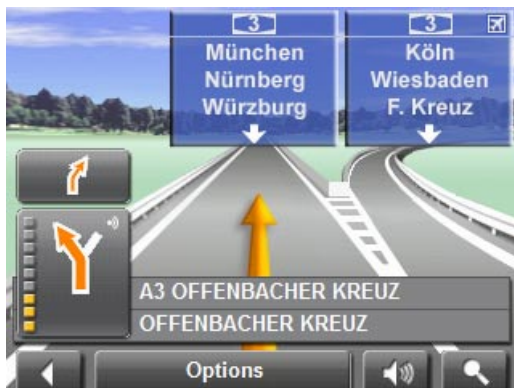 3
München
Nürnberg
Würzburg
3
Köln
Wiesbaden
F. Kreuz
A3 OFFENBACHER KREUZ
OFFENBACHER KREUZ
Options